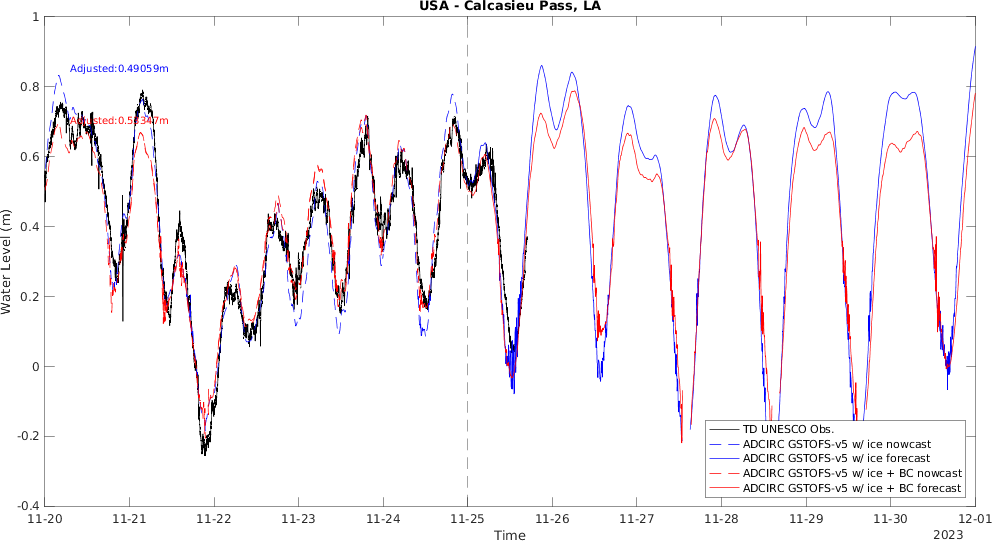 USA - Calcasieu Pass, LA
1
0.8
0.6
0.4
0.2
0
-0.2
-0.4
Water Level (m)
Adjusted:0.49059m
TD UNESCO Obs.
ADCIRC GSTOFS-v5 w/ ice nowcast
ADCIRC GSTOFS-v5 w/ ice forecast
ADCIRC GSTOFS-v5 w/ ice + BC nowcast
ADCIRC GSTOFS-v5 w/ ice + BC forecast
11-20 11-21 11-22 11-23 11-24 11-25 11-26 11-27 11-28 11-29 11-30 12-01
Time
2023